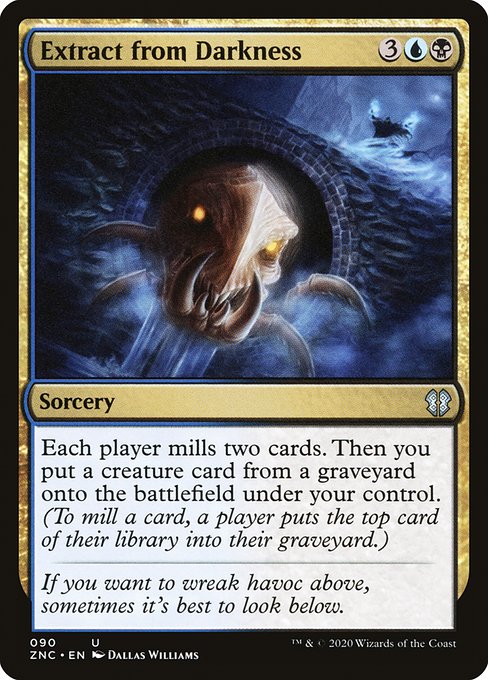 Extract from Darkness 3
Sorcery
Each player mills two cards. Then you
put a creature card from a graveyard
onto the battlefield under your control.
(To mill a card, a player puts the top card
of their library into their graveyard.)
If you want to wreak havoc above,
sometimes it's best to look below.
090 U
ZNC • EN Dallas Williams
™ & © 2020 Wizards of the Coast